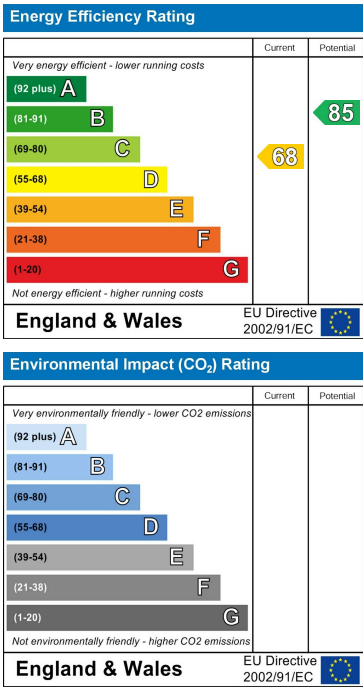 Energy Efficiency Rating
Current Potential
Very energy efficient - lower running costs
(92 plus) A
(81-91) B
85
(69-80) C
68
(55-68) D
(39-54) E
(21-38) F
(1-20) G
Not energy efficient - higher running costs
England & Wales
EU Directive
2002/91/EC
Environmental Impact (CO₂) Rating
Current Potential
Very environmentally friendly - lower CO2 emissions
(92 plus) A
(81-91) B
(69-80) C
(55-68) D
(39-54) E
(21-38) F
(1-20) G
Not environmentally friendly - higher CO2 emissions
England & Wales
EU Directive
2002/91/EC